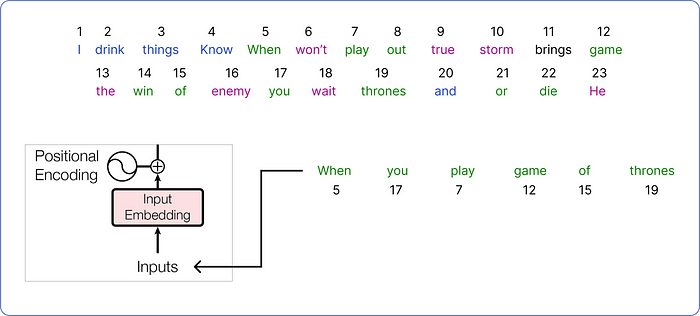 1 2 3 4 5 6 7 8 9 10 11 12
I drink things Know When won't play out true storm brings game
13 14 15 16 17 18 19 20 21 22 23
the win of enemy you wait thrones and or die He
Positional
Encoding
Input
Embedding
Inputs
When you play game of thrones
5 17 7 12 15 19